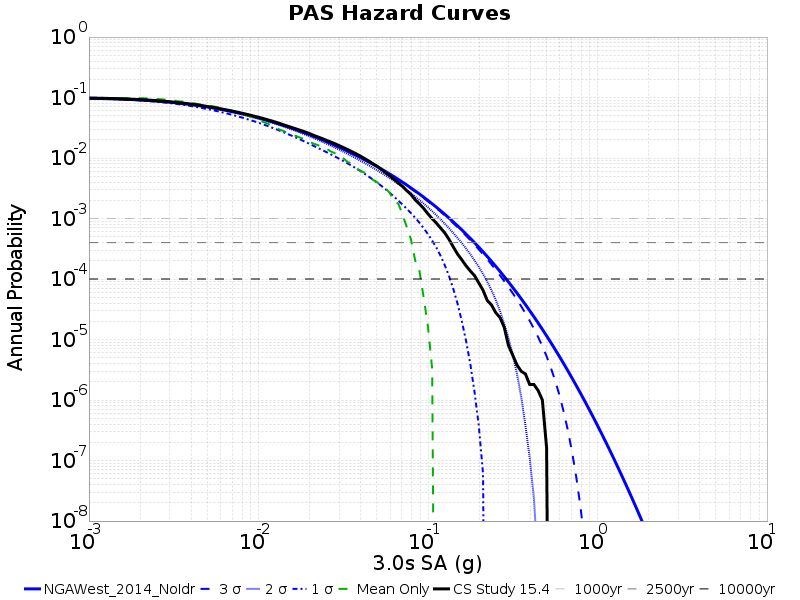 PAS Hazard Curves
Annual Probability
10^0
10^-1
10^-2
10^-3
10^-4
10^-5
10^-6
10^-7
10^-8
10^-3 10^-2 10^-1 10^0 10^1
3.0s SA (g)
NGAWest_2014_NoIdr 3 σ 2 σ 1 σ Mean Only CS Study 15.4 1000yr 2500yr 10000yr